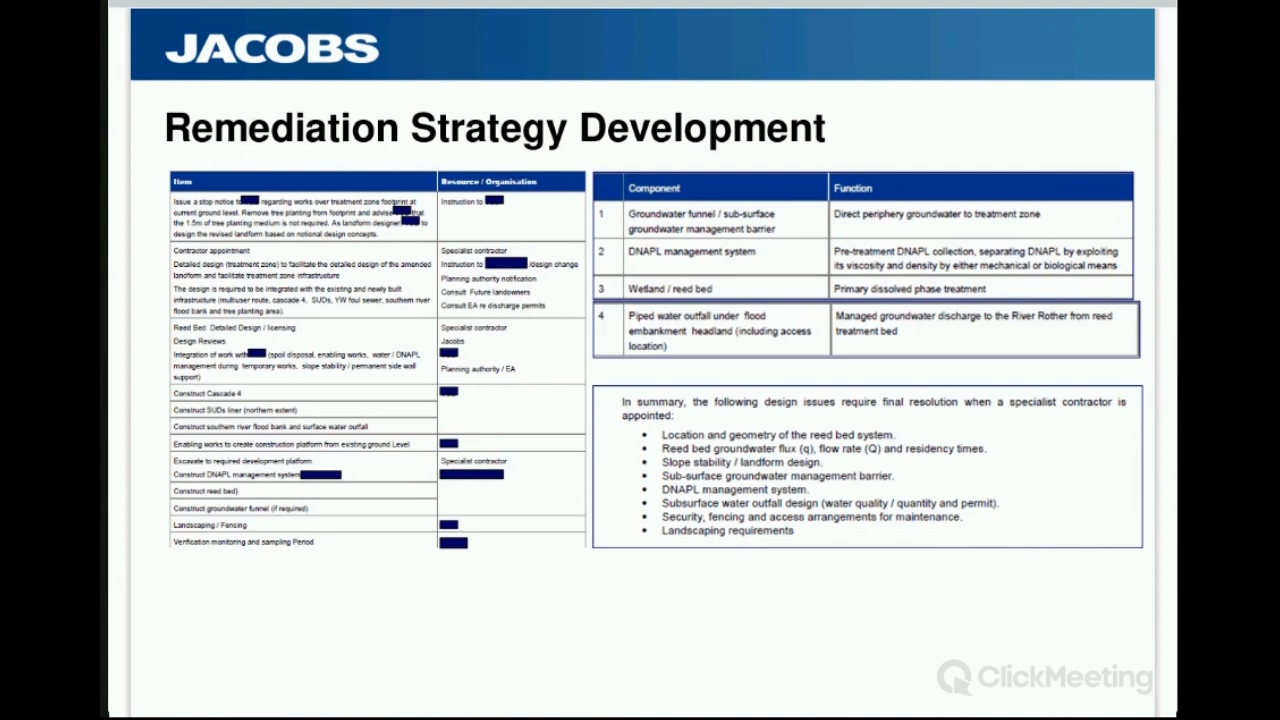 JACOBS
Remediation Strategy Development
Item
Resource / Organisation
Issue a stop notice to regarding works over treatment zone footprint at
current ground level. Remove tree planting from footprint and advise that
the 1.5m of tree planting medium is not required. As landform designer, to
design the revised landform based on notional design concepts.
Instruction to
Contractor appointment
Detailed design (treatment zone) to facilitate the detailed design of the amended
landform and facilitate treatment zone infrastructure
The design is required to be integrated with the existing and newly built
infrastructure (multiuser route, cascade 4, SUDs, YW foul sewer, southern river
flood bank and tree planting area).
Specialist contractor
Instruction to /design change
Planning authority notification
Consult Future landowners
Consult EA re discharge permits
Reed Bed Detailed Design / licensing
Design Reviews
Integration of work with (spoil disposal, enabling works, water / DNAPL
management during temporary works, slope stability / permanent side wall
support)
Specialist contractor
Jacobs
Planning authority / EA
Construct Cascade 4
Construct SUDs liner (northern extent)
Construct southern river flood bank and surface water outfall
Enabling works to create construction platform from existing ground Level
Excavate to required development platform
Construct DNAPL management system
Specialist contractor
Construct reed bed)
Construct groundwater funnel (if required)
Landscaping / Fencing
Verification monitoring and sampling Period
Component
Function
1
Groundwater funnel / sub-surface
groundwater management barrier
Direct periphery groundwater to treatment zone
2
DNAPL management system
Pre-treatment DNAPL collection, separating DNAPL by exploiting
its viscosity and density by either mechanical or biological means
3
Wetland / reed bed
Primary dissolved phase treatment
4
Piped water outfall under flood
embankment headland (including access
location)
Managed groundwater discharge to the River Rother from reed
treatment bed
In summary, the following design issues require final resolution when a specialist contractor is
appointed:
• Location and geometry of the reed bed system.
• Reed bed groundwater flux (q), flow rate (Q) and residency times.
• Slope stability / landform design.
• Sub-surface groundwater management barrier.
• DNAPL management system.
• Subsurface water outfall design (water quality / quantity and permit).
• Security, fencing and access arrangements for maintenance.
• Landscaping requirements
ClickMeeting